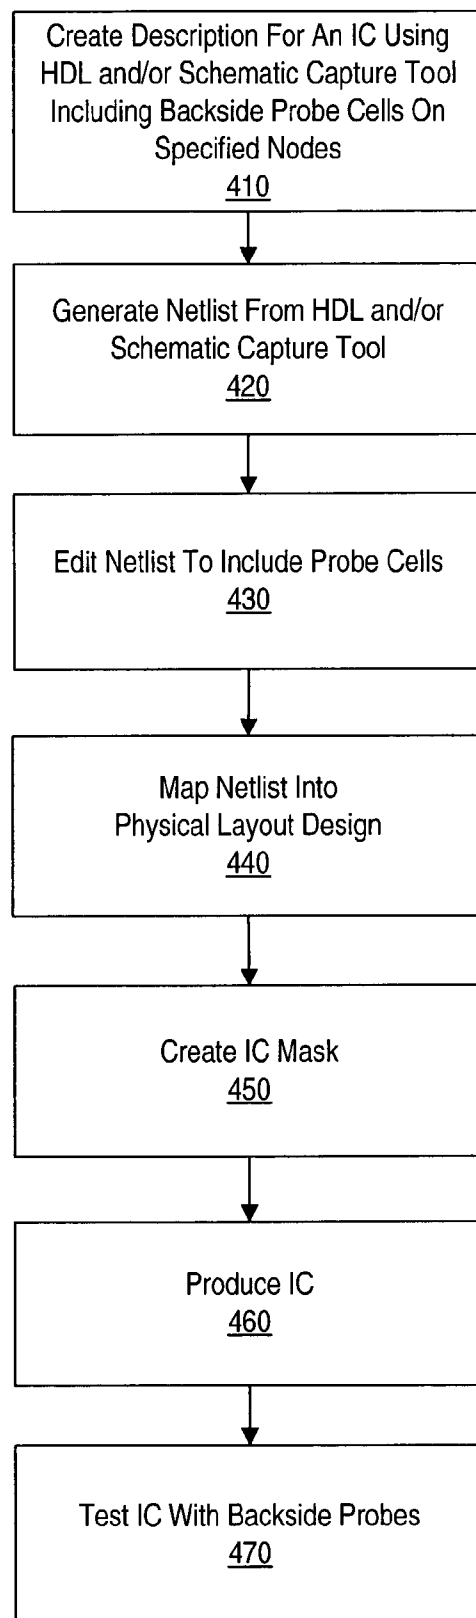 Create Description For An IC Using
HDL and/or Schematic Capture Tool
Including Backside Probe Cells On
Specified Nodes
410
Generate Netlist From HDL and/or
Schematic Capture Tool
420
Edit Netlist To Include Probe Cells
430
Map Netlist Into
Physical Layout Design
440
Create IC Mask
450
Produce IC
460
Test IC With Backside Probes
470